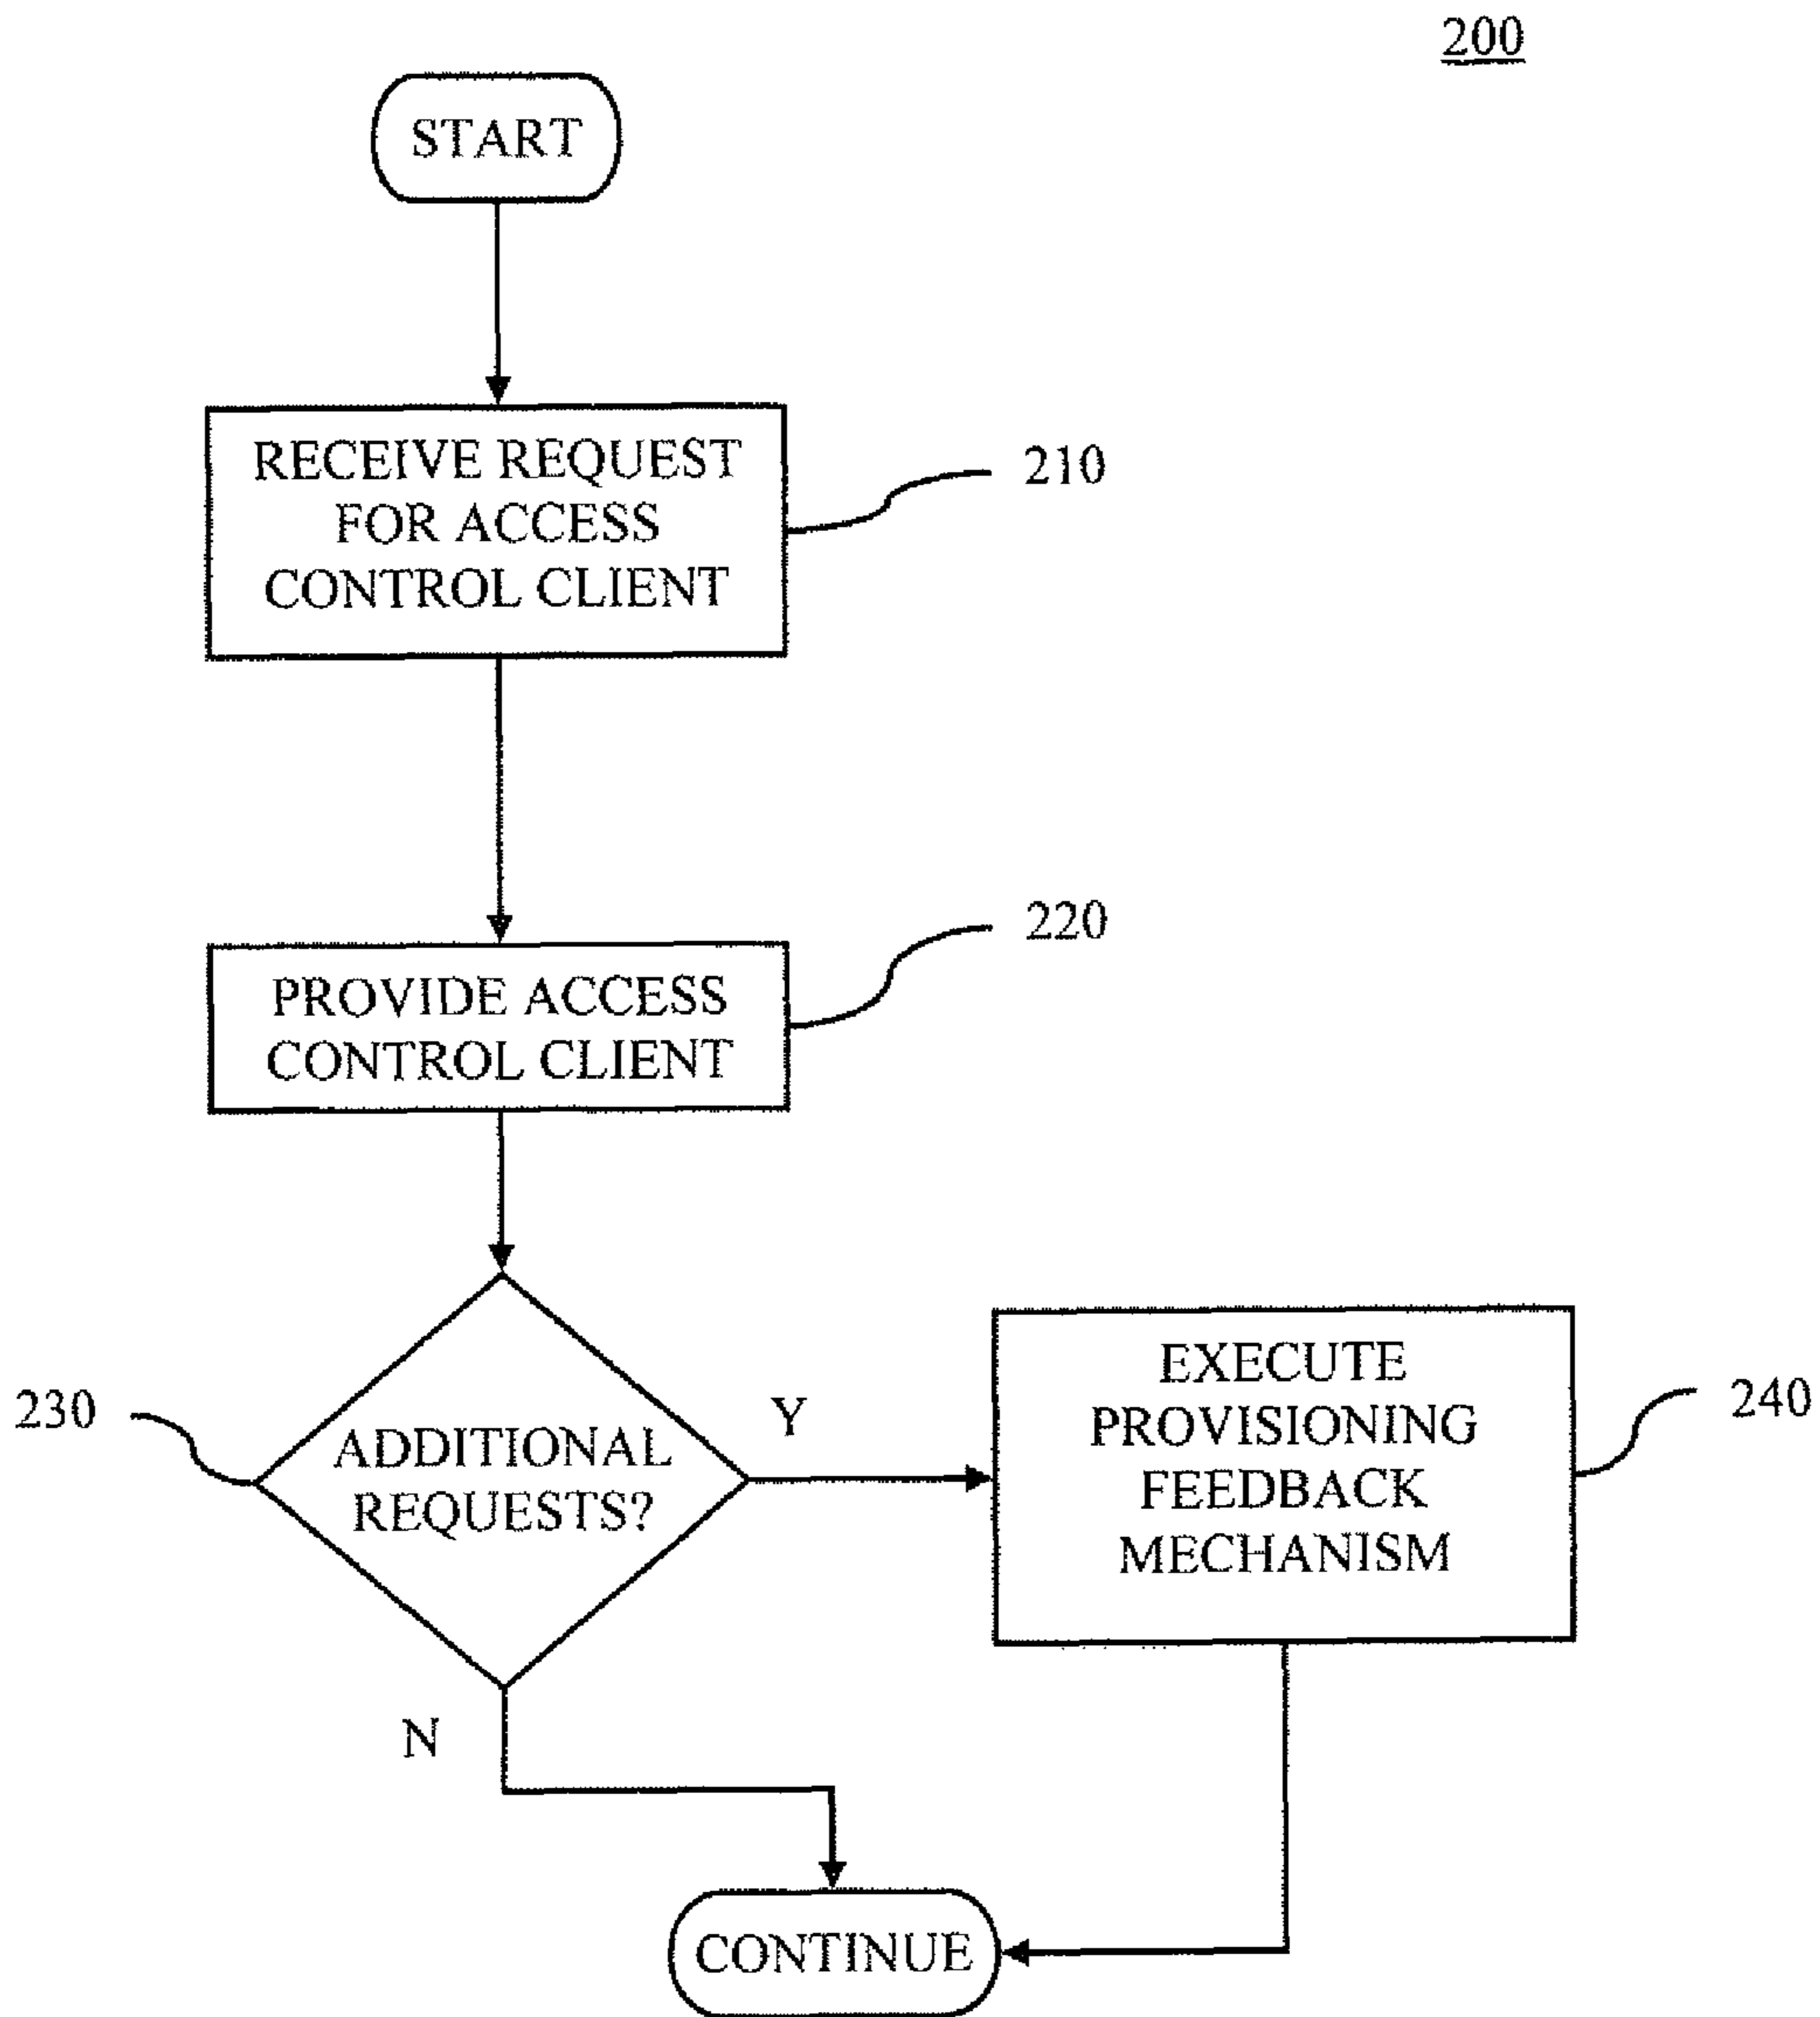 200
START
RECEIVE REQUEST
FOR ACCESS
CONTROL CLIENT
210
PROVIDE ACCESS
CONTROL CLIENT
220
230
ADDITIONAL
REQUESTS?
Y
N
EXECUTE
PROVISIONING
FEEDBACK
MECHANISM
240
CONTINUE